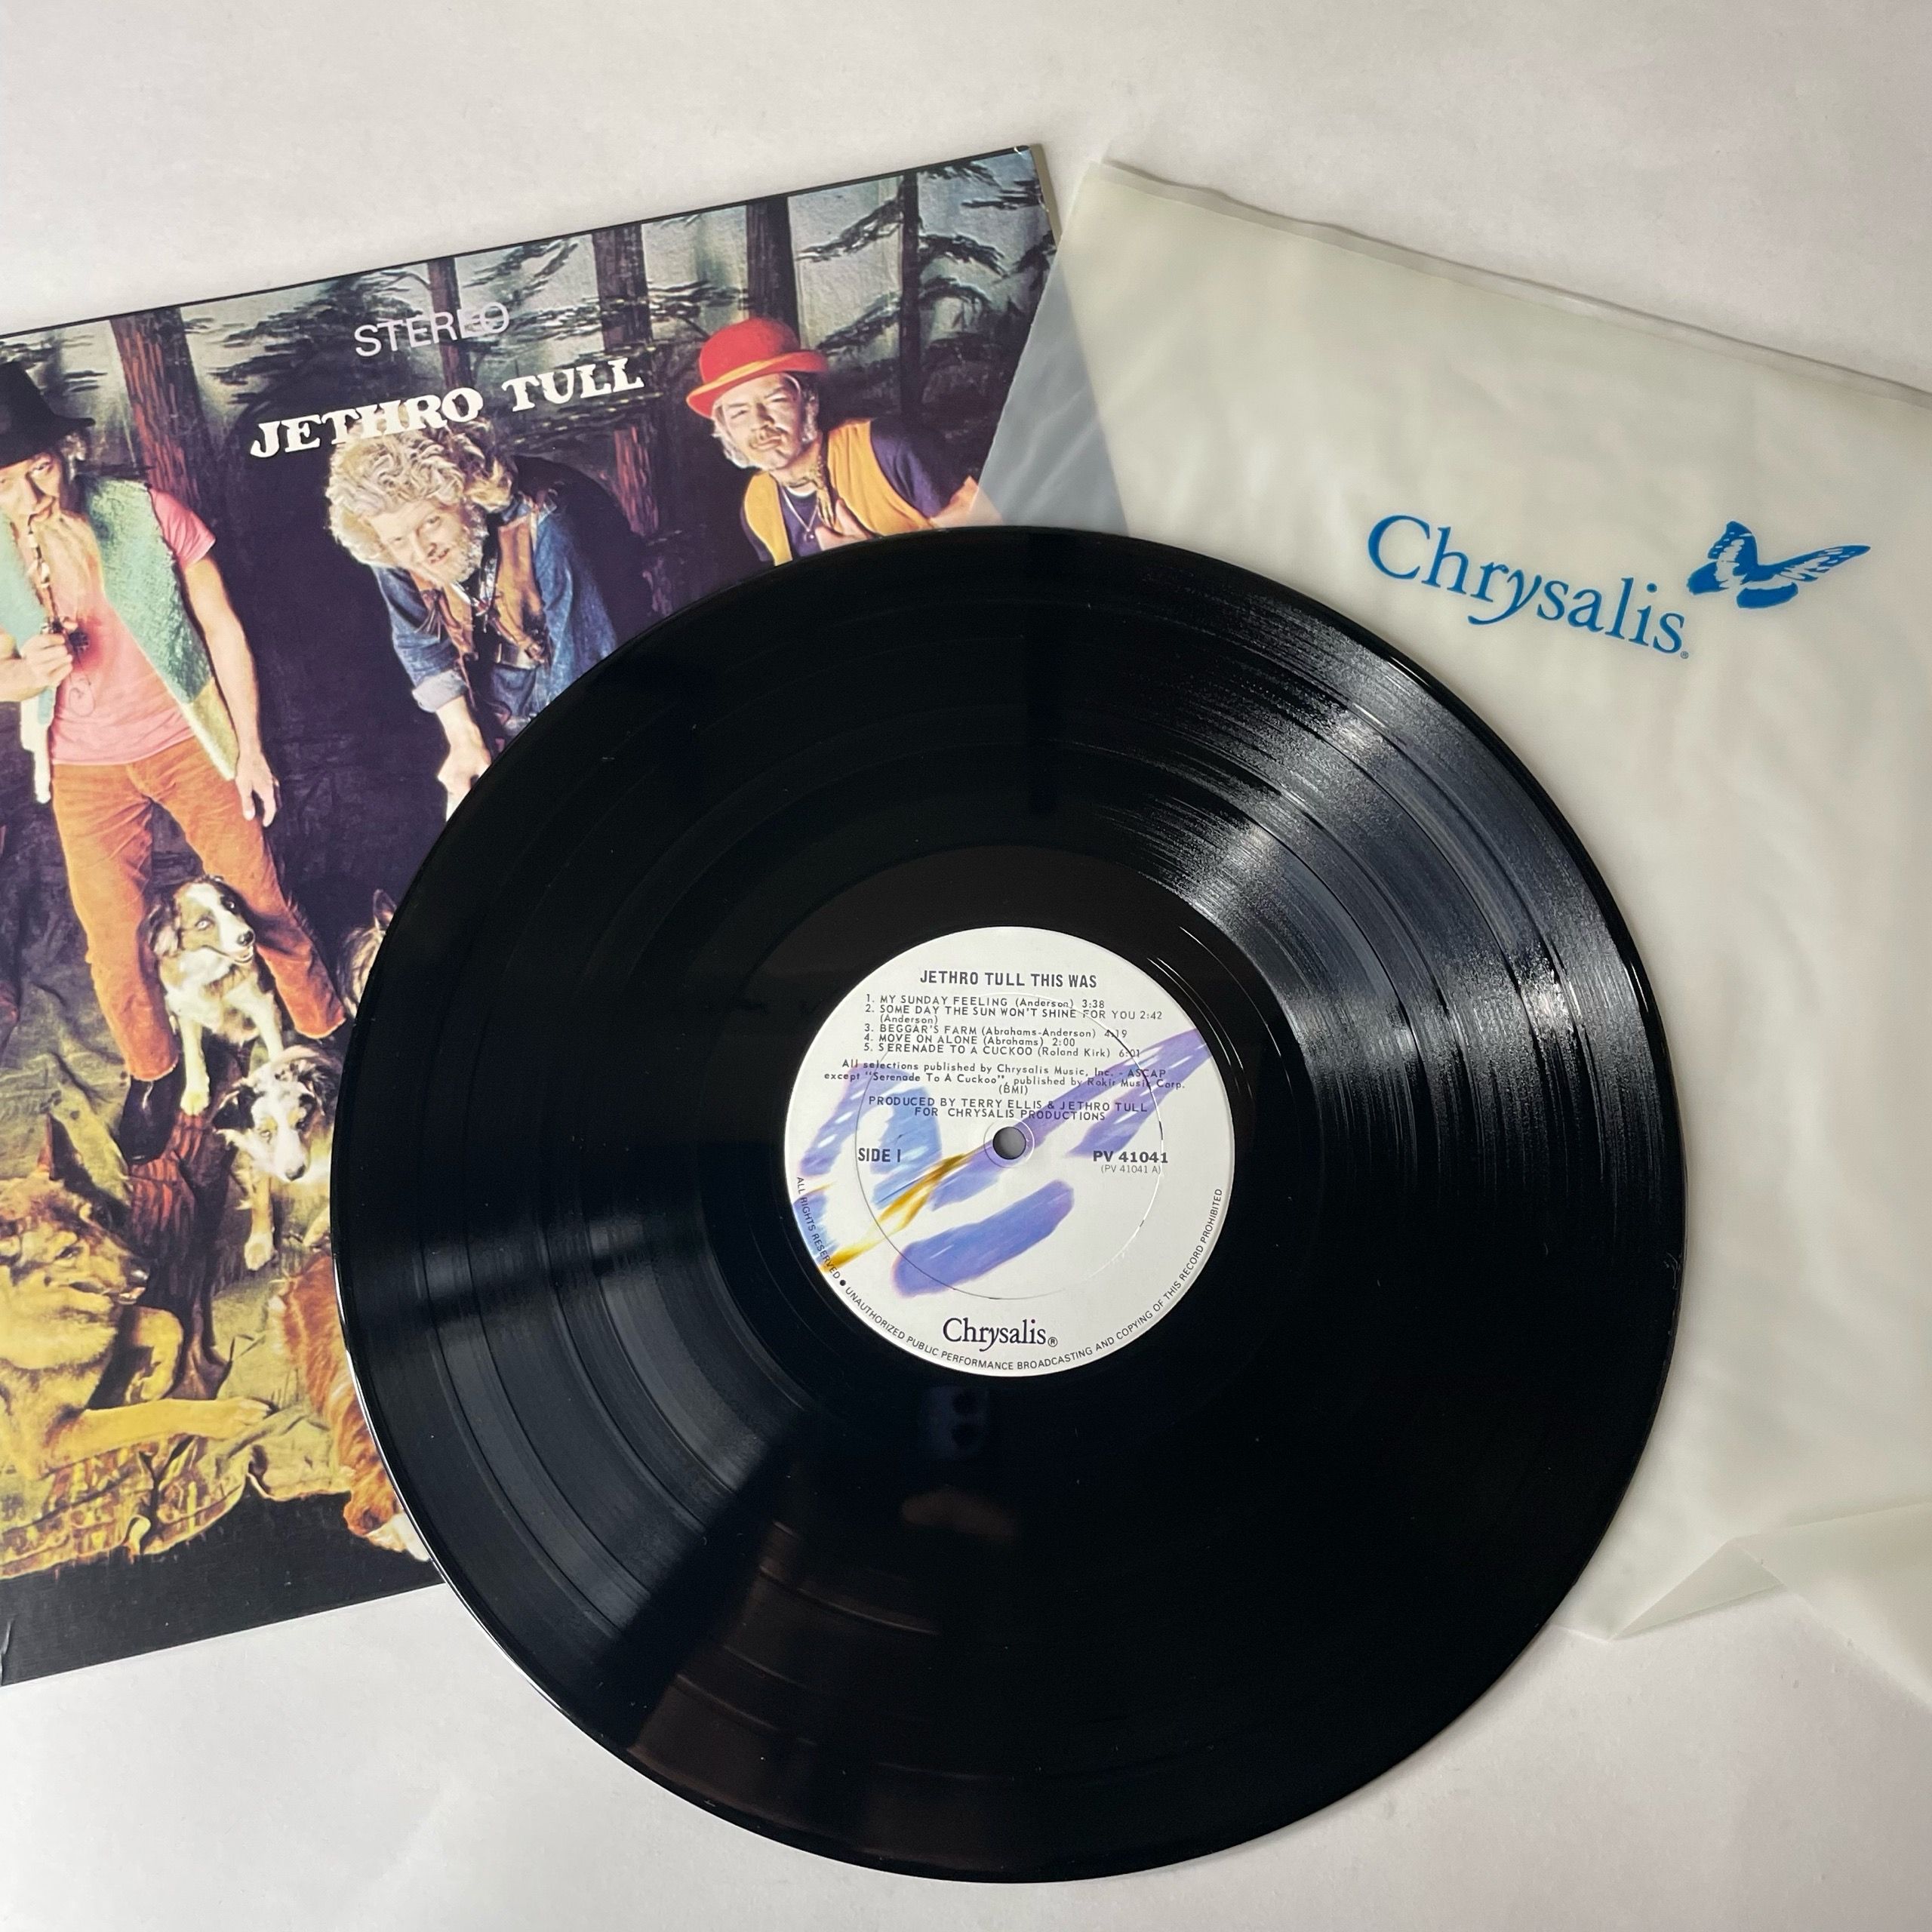 STEREO
JETHRO TULL
Chrysalis®
JETHRO TULL THIS WAS
1. MY SUNDAY FEELING (Anderson) 3:38
2. SOME DAY THE SUN WON'T SHINE FOR YOU 2:42
(Anderson)
3. BEGGAR'S FARM (Abrahams-Anderson) 4:19
4. MOVE ON ALONE (Abrahams) 2:00
5. SERENADE TO A CUCKOO (Roland Kirk) 6:01
All selections published by Chrysalis Music, Inc. - ASCAP
except "Serenade To A Cuckoo", published by Rokir Music Corp.
(BMI)
PRODUCED BY TERRY ELLIS & JETHRO TULL
FOR CHRYSALIS PRODUCTIONS
SIDE I
PV 41041
(PV 41041 A)
Chrysalis®
ALL RIGHTS RESERVED • UNAUTHORIZED PUBLIC PERFORMANCE BROADCASTING AND COPYING OF THIS RECORD PROHIBITED